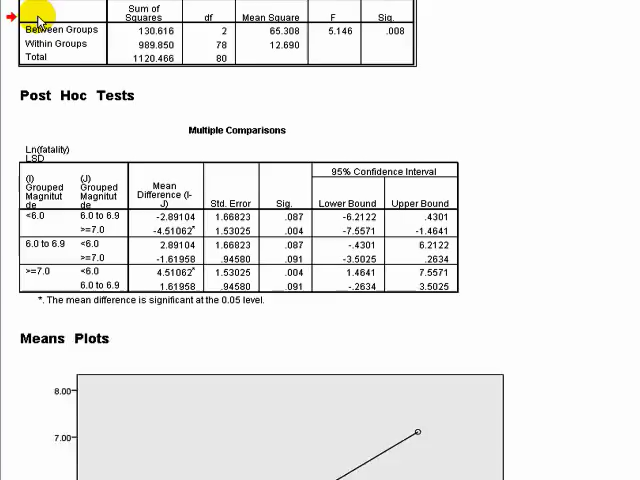 Sum of
Squares df Mean Square F Sig.
Between Groups 130.616 2 65.308 5.146 .008
Within Groups 989.850 78 12.690
Total 1120.466 80
Post Hoc Tests
Multiple Comparisons
Ln(fatality)
LSD
(I) Grouped Magnitut de (J) Grouped Magnitut de Mean Difference (I-J) Std. Error Sig. 95% Confidence Interval
Lower Bound Upper Bound
<6.0 6.0 to 6.9 -2.89104 1.66823 .087 -6.2122 .4301
>=7.0 -4.51062* 1.53025 .004 -7.5571 -1.4641
6.0 to 6.9 <6.0 2.89104 1.66823 .087 -.4301 6.2122
>=7.0 -1.61958 .94580 .091 -3.5025 .2634
>=7.0 <6.0 4.51062* 1.53025 .004 1.4641 7.5571
6.0 to 6.9 1.61958 .94580 .091 -.2634 3.5025
*. The mean difference is significant at the 0.05 level.
Means Plots
8.00
7.00